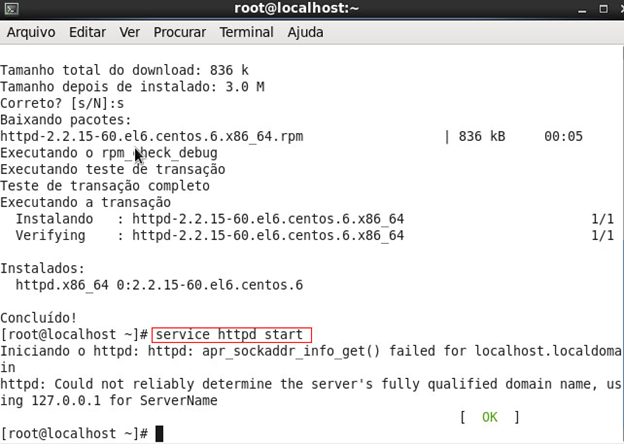 root@localhost:~
Arquivo Editar Ver Procurar Terminal Ajuda
Tamanho total do download: 836 k
Tamanho depois de instalado: 3.0 M
Correto? [s/N]:s
Baixando pacotes:
httpd-2.2.15-60.el6.centos.6.x86_64.rpm | 836 kB 00:05
Executando o rpm_check_debug
Executando teste de transação
Teste de transação completo
Executando a transação
Instalando : httpd-2.2.15-60.el6.centos.6.x86_64 1/1
Verifying : httpd-2.2.15-60.el6.centos.6.x86_64 1/1
Instalados:
httpd.x86_64 0:2.2.15-60.el6.centos.6
Concluído!
[root@localhost ~]# service httpd start
Iniciando o httpd: httpd: apr_sockaddr_info_get() failed for localhost.localdoma
in
httpd: Could not reliably determine the server's fully qualified domain name, us
ing 127.0.0.1 for ServerName
[ OK ]
[root@localhost ~]#